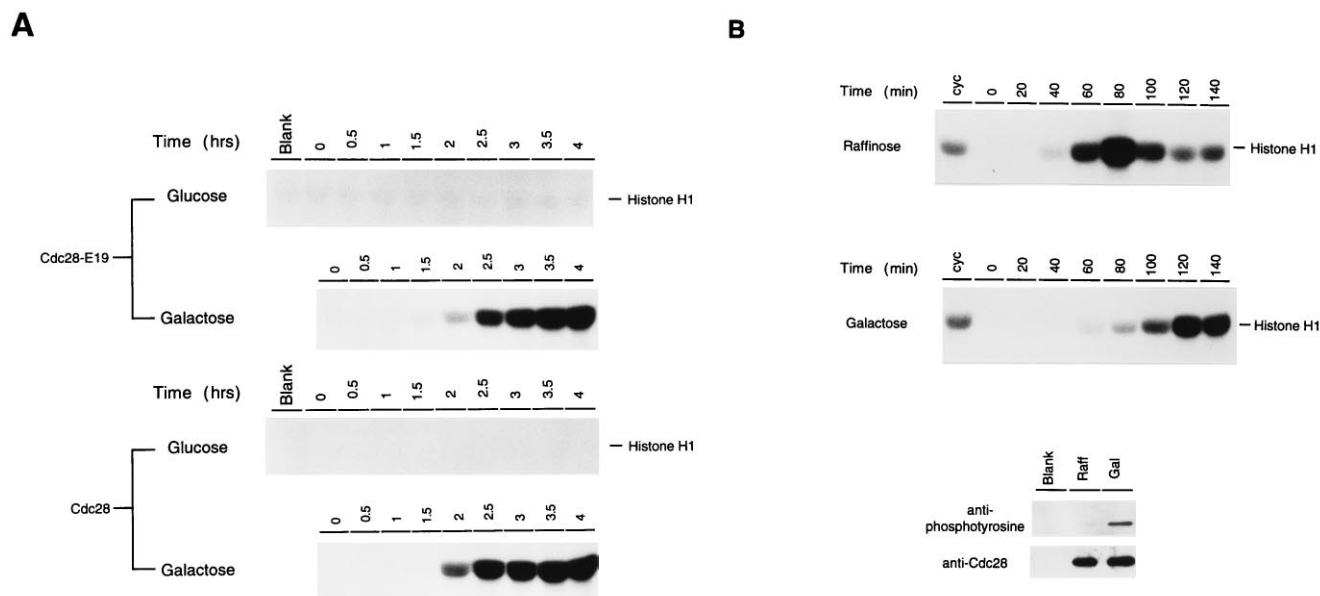 A
Time (hrs) Blank 0 0.5 1 1.5 2 2.5 3 3.5 4
Glucose Histone H1
Cdc28-E19
0 0.5 1 1.5 2 2.5 3 3.5 4
Galactose
Time (hrs) Blank 0 0.5 1 1.5 2 2.5 3 3.5 4
Glucose Histone H1
Cdc28
0 0.5 1 1.5 2 2.5 3 3.5 4
Galactose
B
Time (min) cyc 0 20 40 60 80 100 120 140
Raffinose Histone H1
Time (min) cyc 0 20 40 60 80 100 120 140
Galactose Histone H1
Blank Raff Gal
anti-
phosphotyrosine
anti-Cdc28